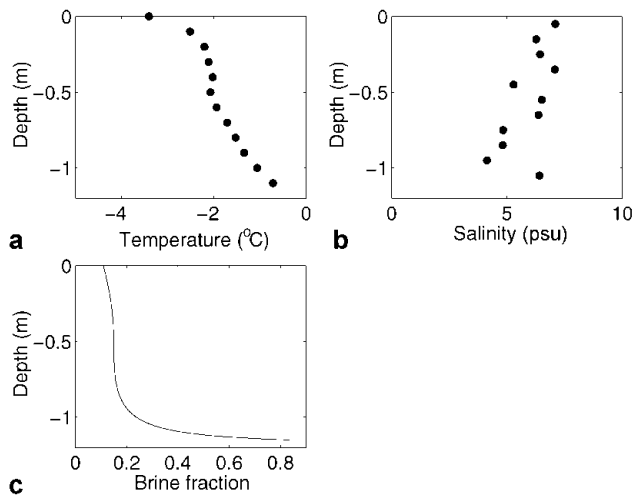 0
−0.5
−1
Depth (m)
−4
−2
0
Temperature (°C)
a
0
−0.5
−1
Depth (m)
0
5
10
Salinity (psu)
b
0
−0.5
−1
Depth (m)
0
0.2
0.4
0.6
0.8
Brine fraction
c